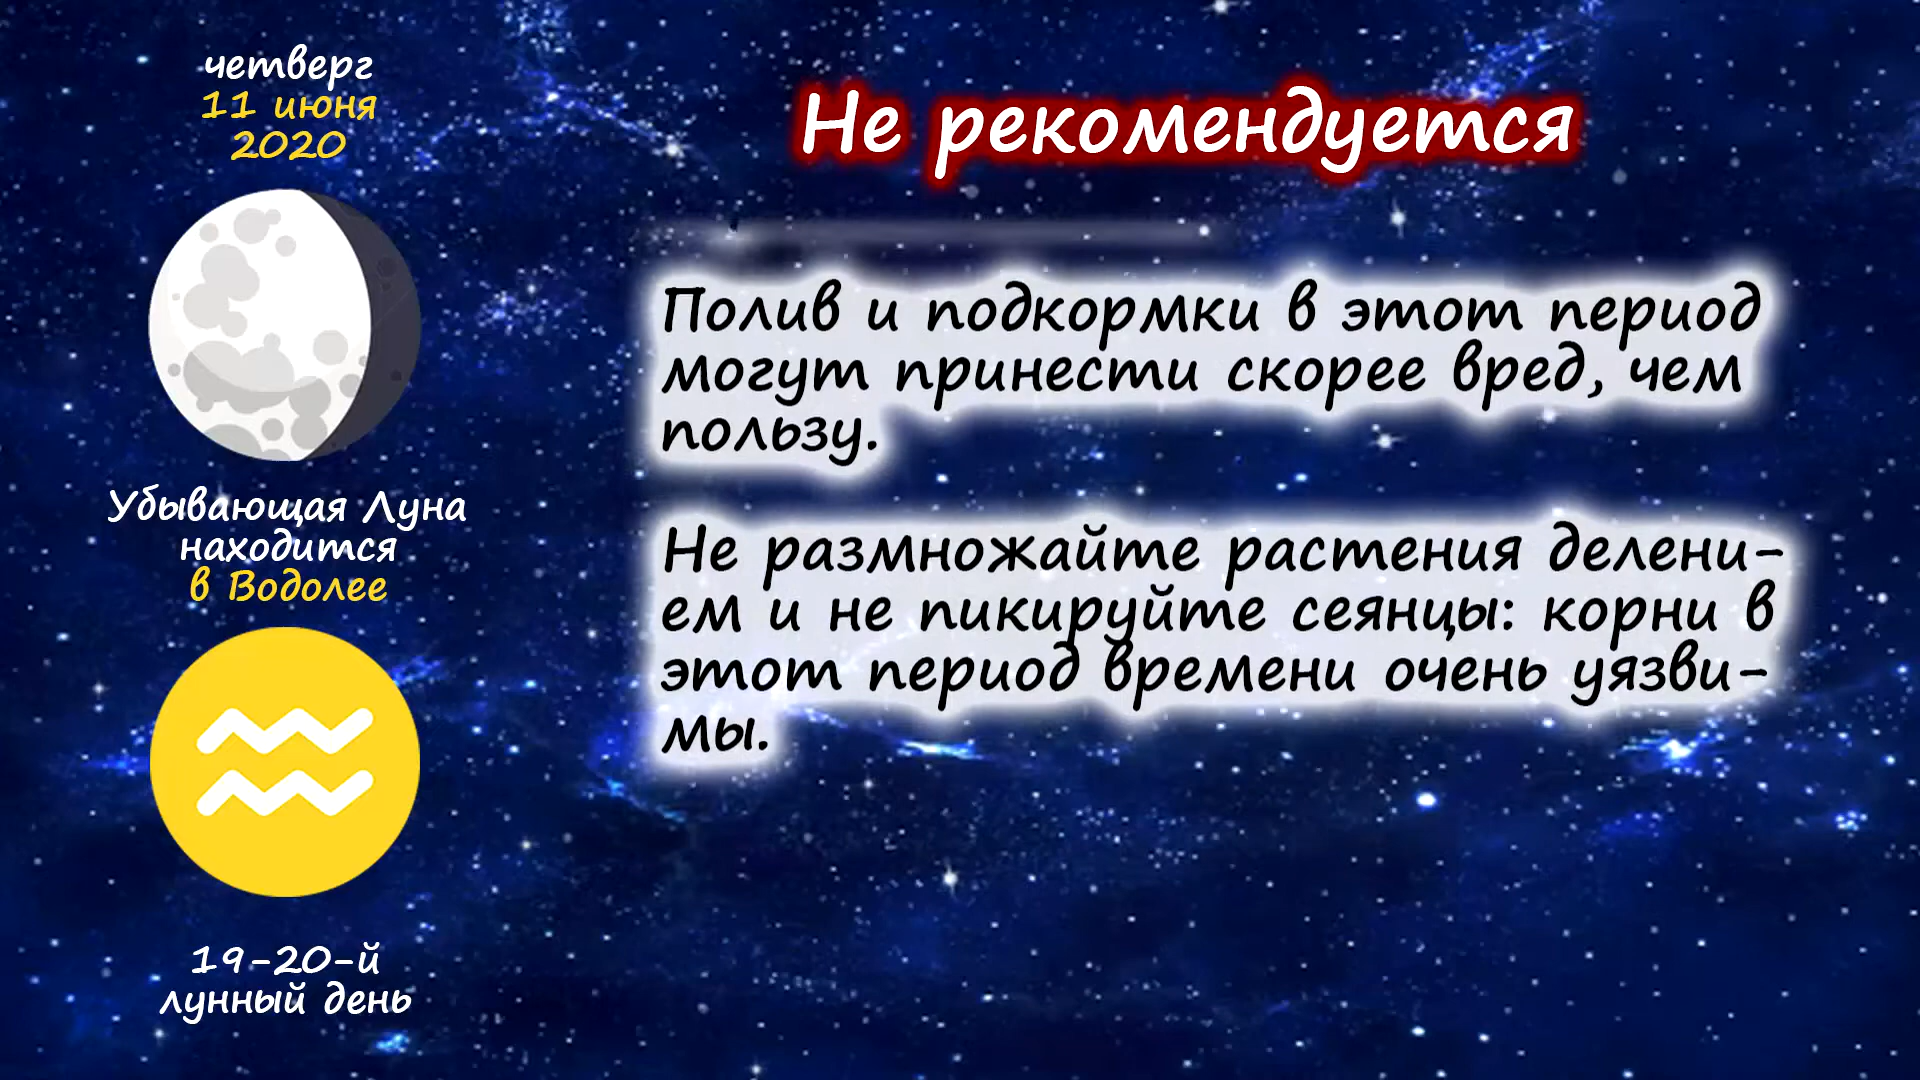 четверг
11 июня
2020
Убывающая Луна
находится
в Водолее
19-20-й
лунный день
Не рекомендуется
Полив и подкормки в этот период
могут принести скорее вред, чем
пользу.
Не размножайте растения делени-
ем и не пикируйте сеянцы: корни в
этот период времени очень уязви-
мы.